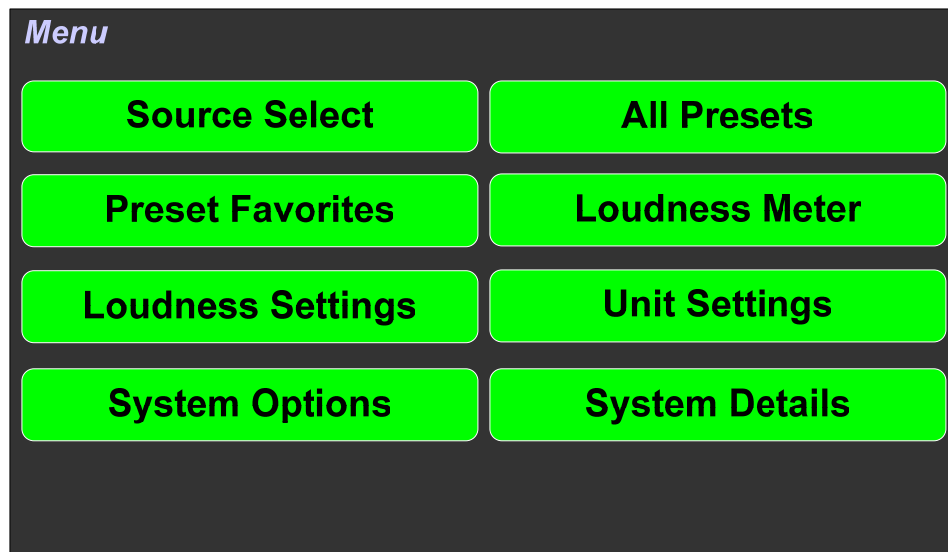 Menu
Source Select
All Presets
Preset Favorites
Loudness Meter
Loudness Settings
Unit Settings
System Options
System Details